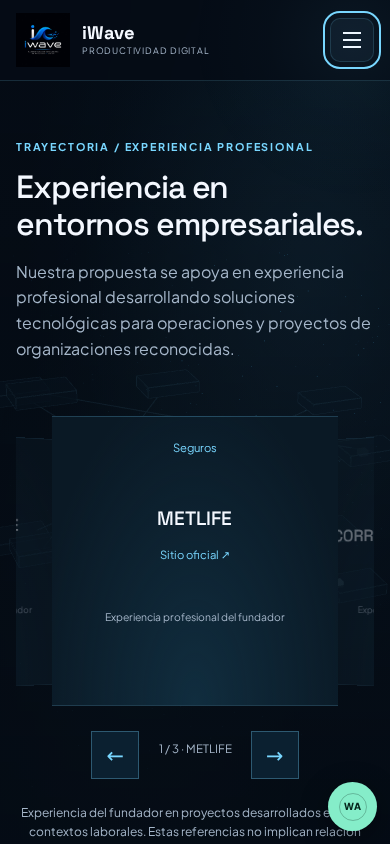 iWave
iWave
PRODUCTIVIDAD DIGITAL
TRAYECTORIA / EXPERIENCIA PROFESIONAL
Experiencia en
entornos empresariales.
Nuestra propuesta se apoya en experiencia
profesional desarrollando soluciones
tecnológicas para operaciones y proyectos de
organizaciones reconocidas.
Seguros
METLIFE
CORR
Sitio oficial ↗
Experiencia profesional del fundador
← 1 / 3 · METLIFE →
WA
Experiencia del fundador en proyectos desarrollados
contextos laborales. Estas referencias no implican relación